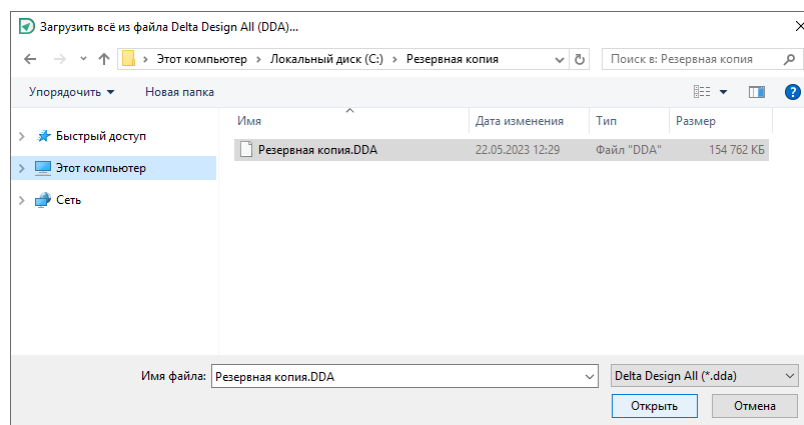 Загрузить всё из файла Delta Design All (DDA)...
Этот компьютер > Локальный диск (C:) > Резервная копия
Поиск в: Резервная копия
Упорядочить
Новая папка
Имя
Дата изменения
Тип
Размер
Быстрый доступ
Этот компьютер
Сеть
Резервная копия.DDA
22.05.2023 12:29
Файл "DDA"
154 762 КБ
Имя файла:
Резервная копия.DDA
Delta Design All (*.dda)
Открыть
Отмена